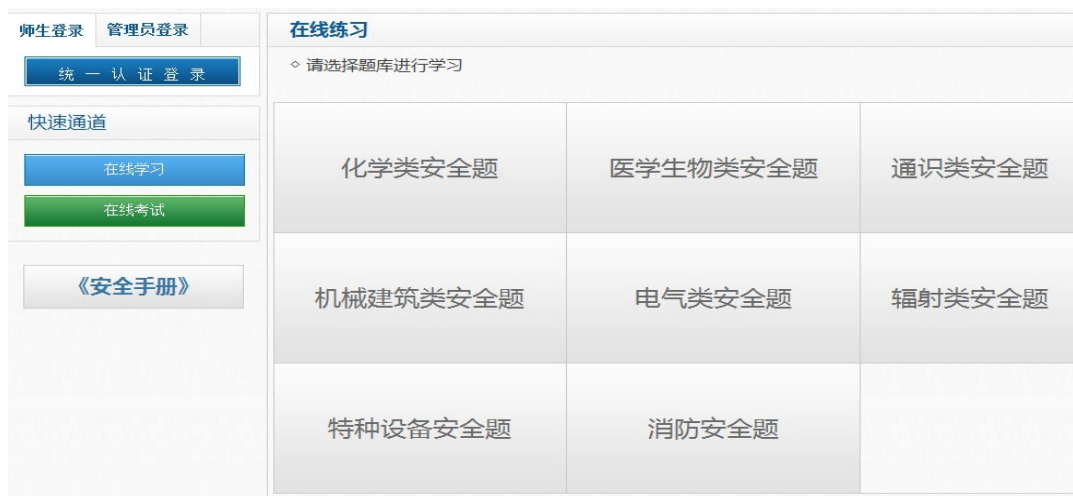 师生登录 管理员登录
统一认证登录
快速通道
在线学习
在线考试
《安全手册》
在线练习
◇ 请选择题库进行学习
化学类安全题 医学生物类安全题 通识类安全题
机械建筑类安全题 电气类安全题 辐射类安全题
特种设备安全题 消防安全题